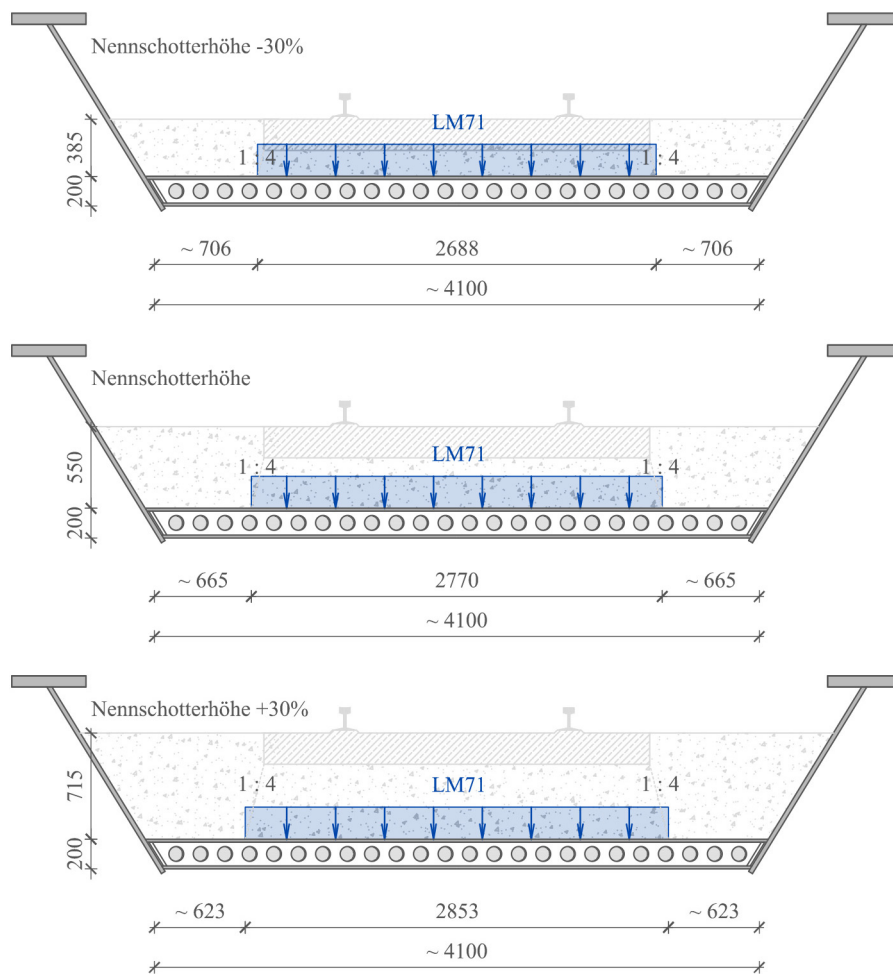 Nennschotterhöhe -30%
LM71
1 : 4
1 : 4
385
200
~ 706
2688
~ 706
~ 4100
Nennschotterhöhe
LM71
1 : 4
1 : 4
550
200
~ 665
2770
~ 665
~ 4100
Nennschotterhöhe +30%
LM71
1 : 4
1 : 4
715
200
~ 623
2853
~ 623
~ 4100